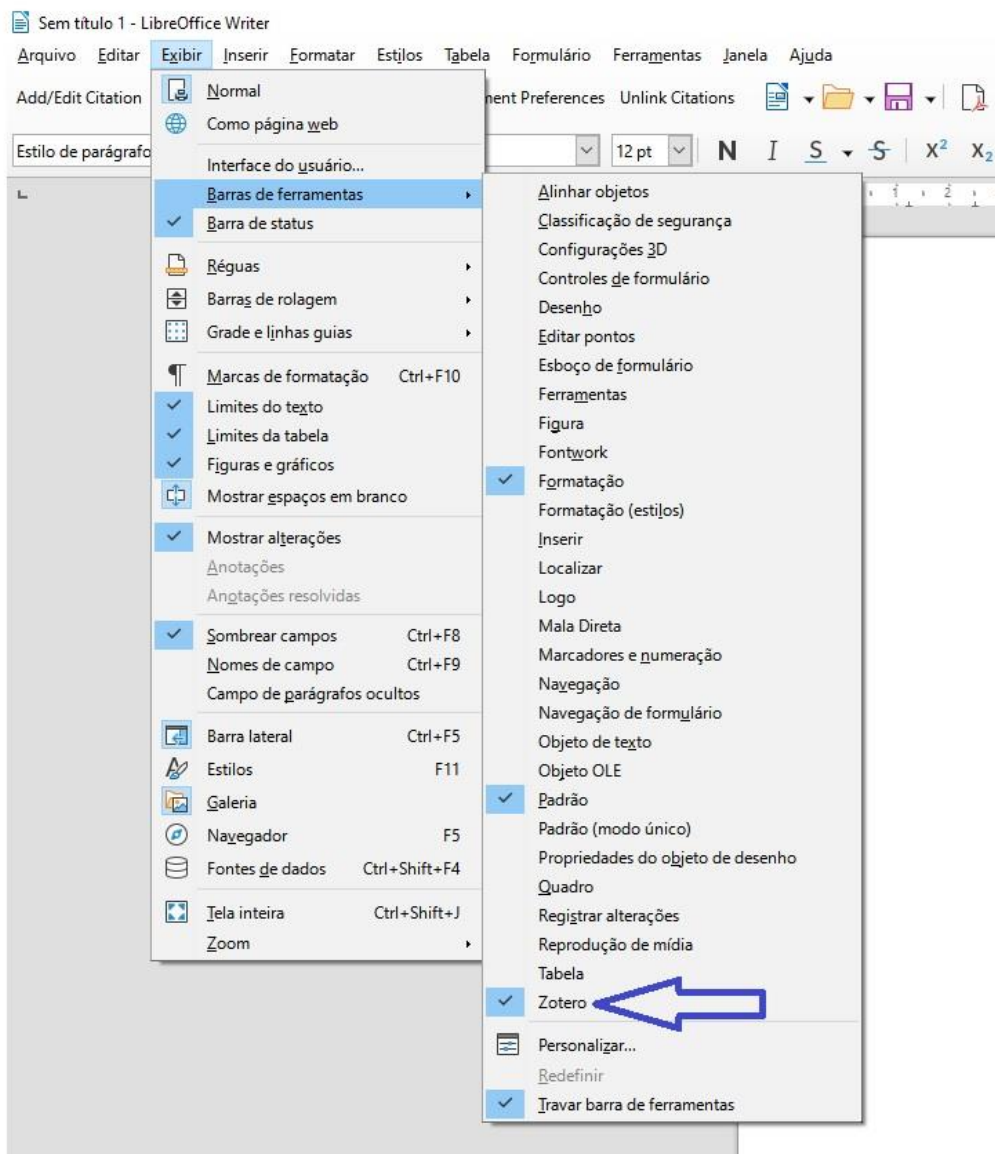 Sem título 1 - LibreOffice Writer
Arquivo Editar Exibir Inserir Formatar Estilos Tabela Formulário Ferramentas Janela Ajuda
Add/Edit Citation Preferences Unlink Citations
Estilo de 12 pt N I S S X² X₂
1 2
Normal
Como página web
Interface do usuário...
Barras de ferramentas
Barra de status
Réguas
Barras de rolagem
Grade e linhas guias
Marcas de formatação Ctrl+F10
Limites do texto
Limites da tabela
Figuras e gráficos
Mostrar espaços em branco
Mostrar alterações
Anotações
Anotações resolvidas
Sombrear campos Ctrl+F8
Nomes de campo Ctrl+F9
Campo de parágrafos ocultos
Barra lateral Ctrl+F5
Estilos F11
Galeria
Navegador F5
Fontes de dados Ctrl+Shift+F4
Tela inteira Ctrl+Shift+J
Zoom
Alinhar objetos
Classificação de segurança
Configurações 3D
Controles de formulário
Desenho
Editar pontos
Esboço de formulário
Ferramentas
Figura
Fontwork
Formatação
Formatação (estilos)
Inserir
Localizar
Logo
Mala Direta
Marcadores e numeração
Navegação
Navegação de formulário
Objeto de texto
Objeto OLE
Padrão
Padrão (modo único)
Propriedades do objeto de desenho
Quadro
Registrar alterações
Reprodução de mídia
Tabela
Zotero
Personalizar...
Redefinir
Travar barra de ferramentas